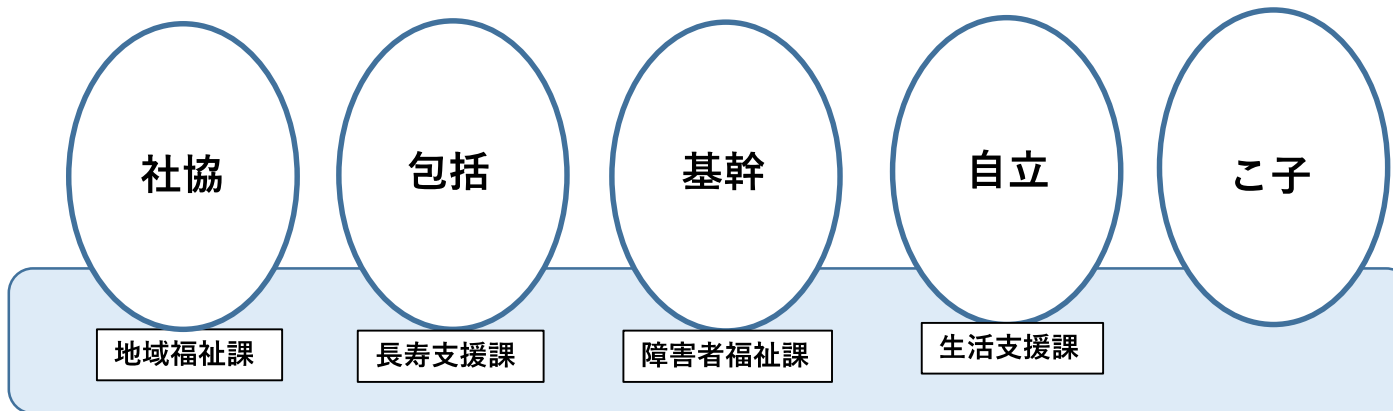 社協
包括
基幹
自立
こ子
地域福祉課
長寿支援課
障害者福祉課
生活支援課